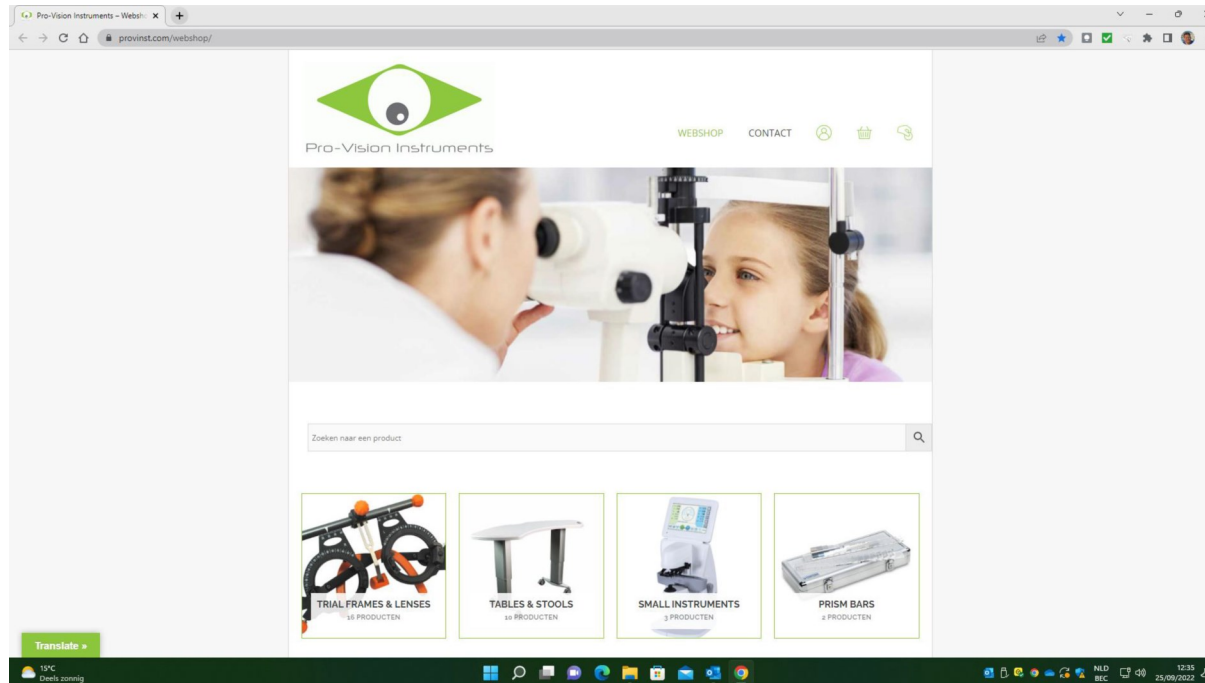 Pro-Vision Instruments – Websho
provinst.com/webshop/
Pro-Vision Instruments
WEBSHOP CONTACT
Zoeken naar een product
TRIAL FRAMES & LENSES
16 PRODUCTEN
TABLES & STOOLS
10 PRODUCTEN
SMALL INSTRUMENTS
3 PRODUCTEN
PRISM BARS
2 PRODUCTEN
Translate »
15°C
Deels zonnig
NLD
BEC
12:35
25/09/2022